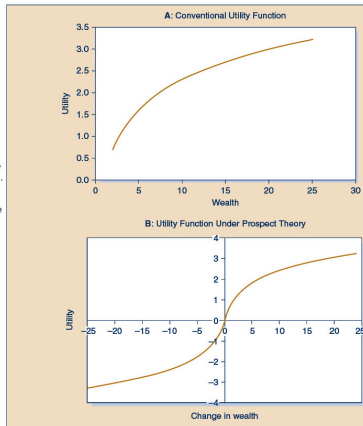 A: Conventional Utility Function
3.5
3.0
2.5
2.0
1.5
1.0
0.5
0.0
Utility
0 5 10 15 20 25 30
Wealth
B: Utility Function Under Prospect Theory
4
3
2
1
0
−25 −20 −15 −10 −5 0 5 10 15 20 25
−1
−2
−3
−4
Utility
Change in wealth